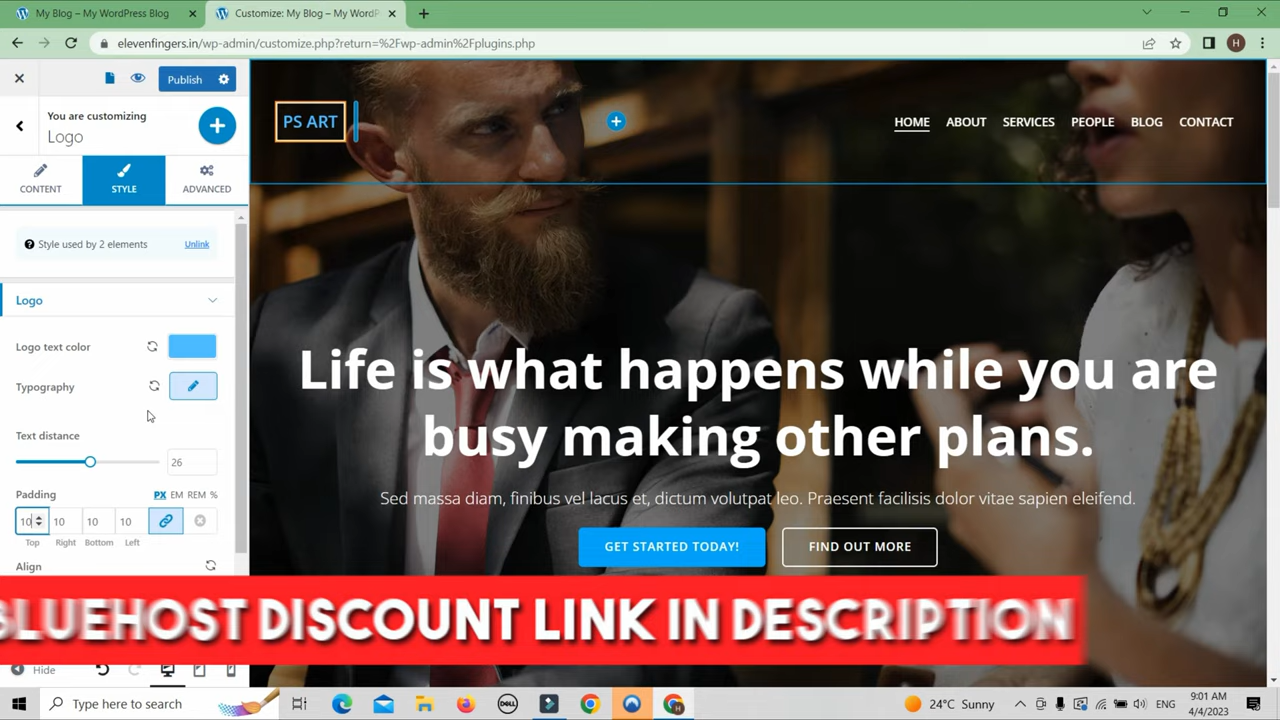 My Blog – My WordPress Blog
Customize: My Blog – My WordP
elevenfingers.in/wp-admin/customize.php?return=%2Fwp-admin%2Fplugins.php
H
Publish
You are customizing
Logo
CONTENT
STYLE
ADVANCED
Style used by 2 elements
Unlink
Logo
Logo text color
Typography
Text distance
26
Padding
PX EM REM %
10 10 10 10
Top Right Bottom Left
Align
Hide
PS ART
HOME ABOUT SERVICES PEOPLE BLOG CONTACT
Life is what happens while you are
busy making other plans.
Sed massa diam, finibus vel lacus et, dictum volutpat leo. Praesent facilisis dolor vitae sapien eleifend.
GET STARTED TODAY!
FIND OUT MORE
BLUEHOST DISCOUNT LINK IN DESCRIPTION
Type here to search
DELL
24°C Sunny
ENG
9:01 AM
4/4/2023